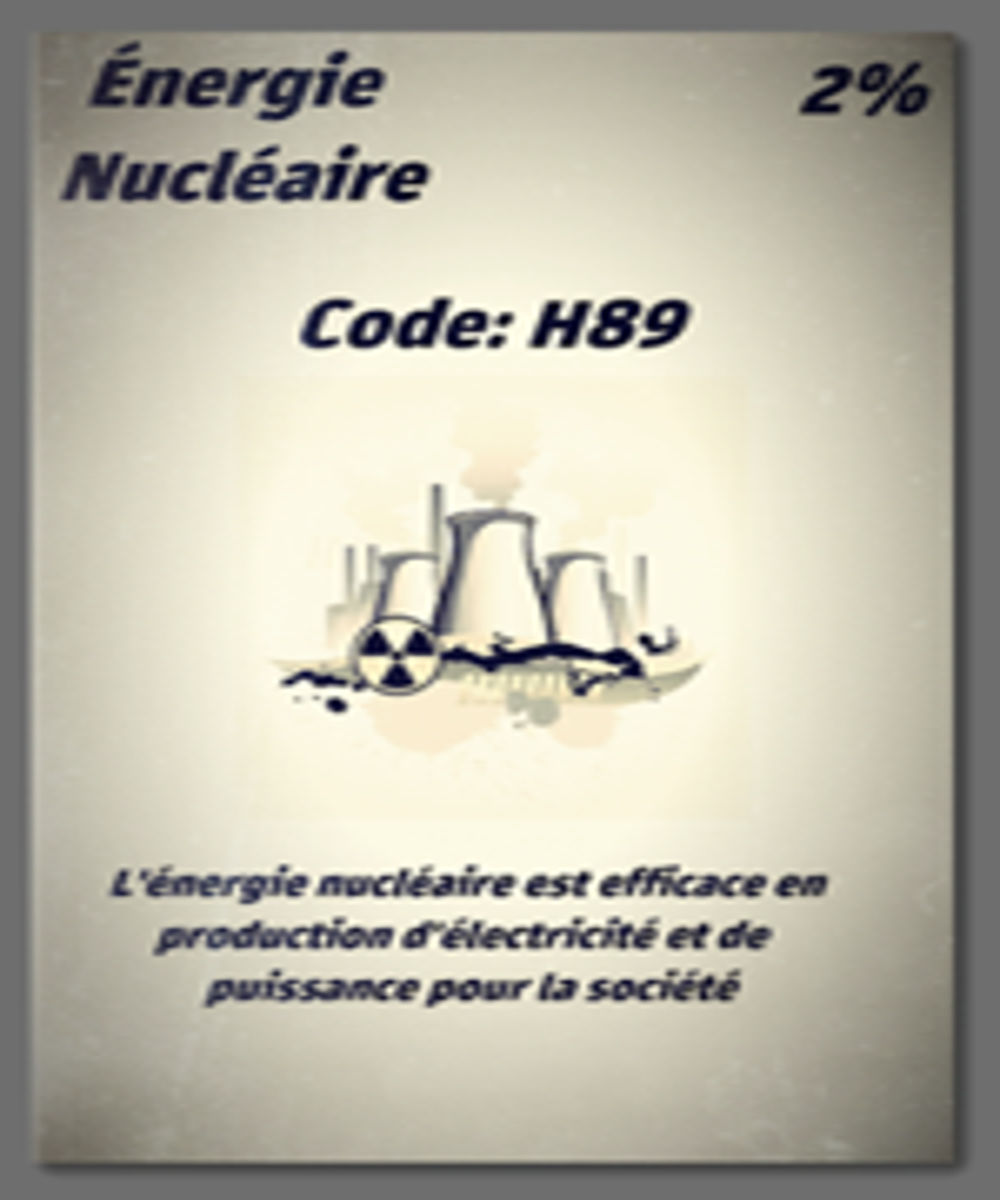 Énergie
Nucléaire
2%
Code: H89
L'énergie nucléaire est efficace en
production d'électricité et de
puissance pour la société